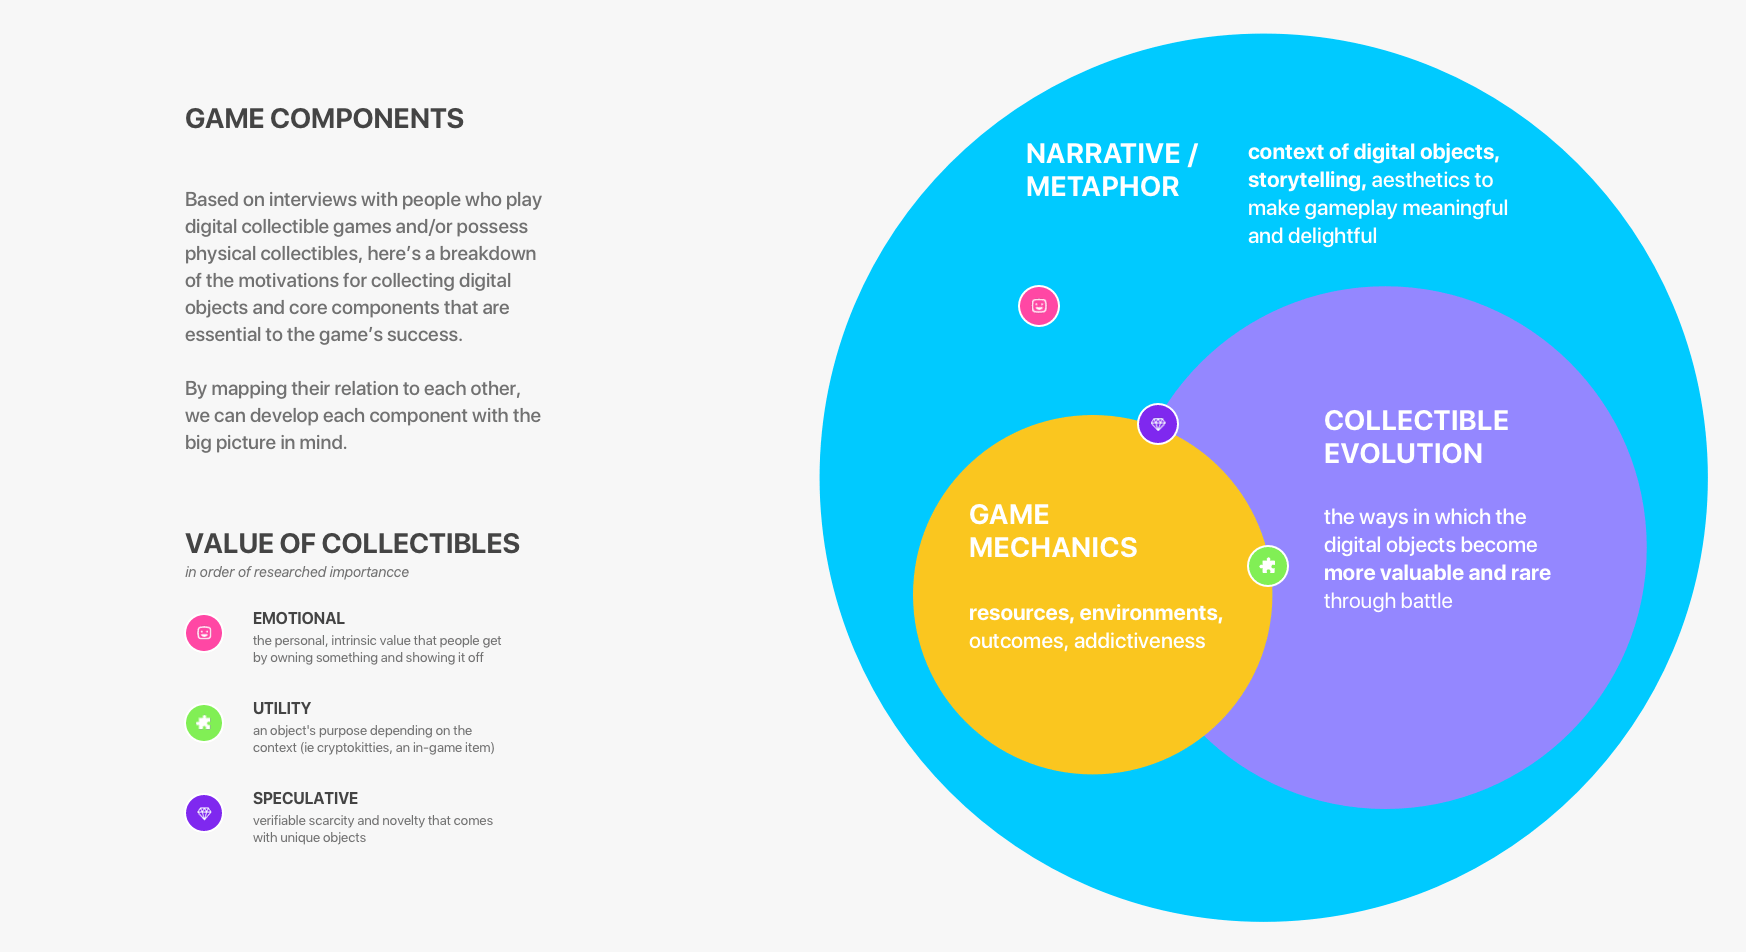 GAME COMPONENTS
Based on interviews with people who play
digital collectible games and/or possess
physical collectibles, here’s a breakdown
of the motivations for collecting digital
objects and core components that are
essential to the game’s success.
By mapping their relation to each other,
we can develop each component with the
big picture in mind.
VALUE OF COLLECTIBLES
in order of researched importancce
EMOTIONAL
the personal, intrinsic value that people get
by owning something and showing it off
UTILITY
an object's purpose depending on the
context (ie cryptokitties, an in-game item)
SPECULATIVE
verifiable scarcity and novelty that comes
with unique objects
NARRATIVE /
METAPHOR
context of digital objects,
storytelling, aesthetics to
make gameplay meaningful
and delightful
COLLECTIBLE
EVOLUTION
the ways in which the
digital objects become
more valuable and rare
through battle
GAME
MECHANICS
resources, environments,
outcomes, addictiveness